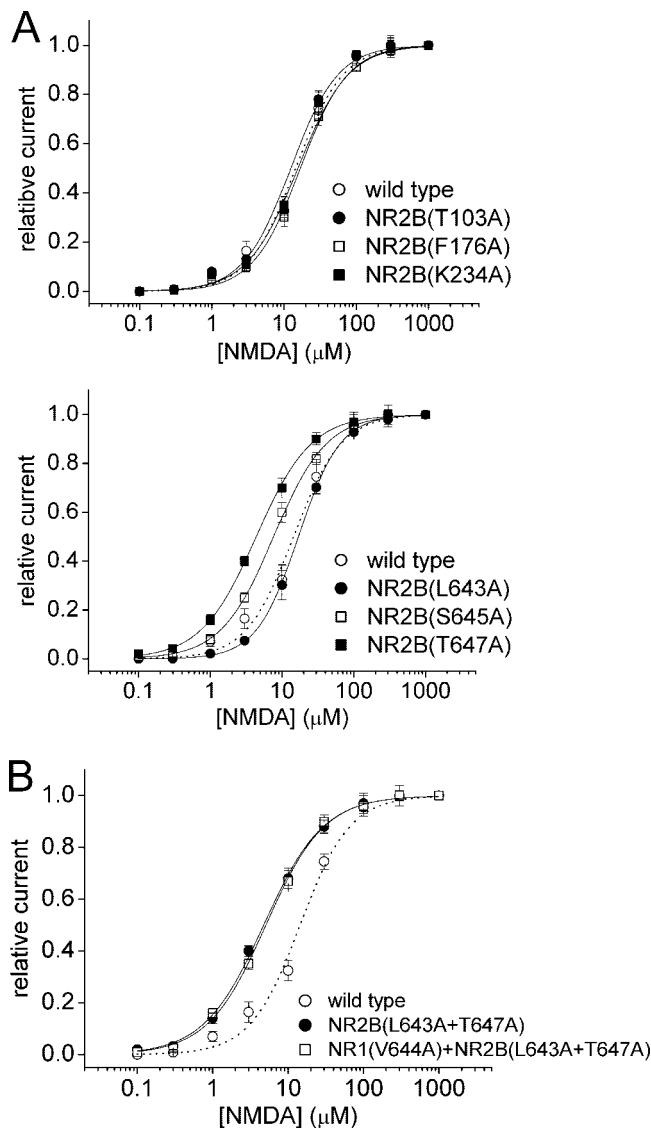 A
1.0
0.8
0.6
0.4
0.2
0.0
relatibve current
wild type
NR2B(T103A)
NR2B(F176A)
NR2B(K234A)
0.1 1 10 100 1000
[NMDA] (μM)
1.0
0.8
0.6
0.4
0.2
0.0
relative current
wild type
NR2B(L643A)
NR2B(S645A)
NR2B(T647A)
0.1 1 10 100 1000
[NMDA] (μM)
B
1.0
0.8
0.6
0.4
0.2
0.0
relative current
wild type
NR2B(L643A+T647A)
NR1(V644A)+NR2B(L643A+T647A)
0.1 1 10 100 1000
[NMDA] (μM)